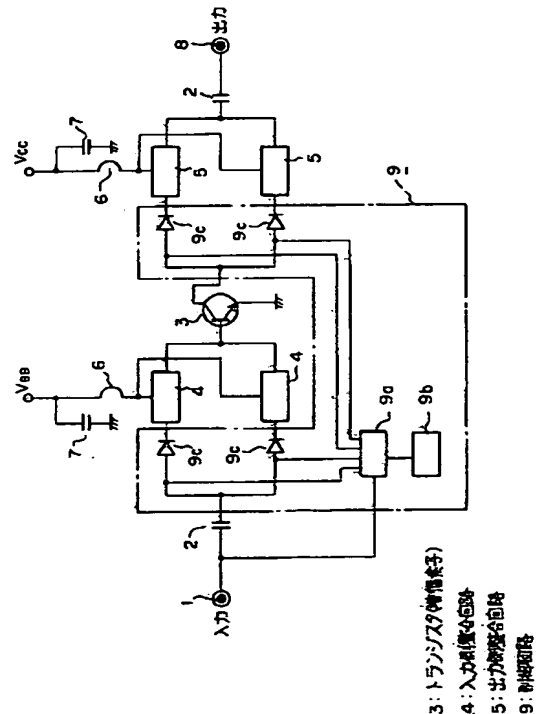 VBB
VCC
7
6
7
6
入力
1
2
9c
9c
4
4
3
9c
9c
5
5
2
8
出力
9
9a
9b
3：トランジスタ(増幅素子)
4：入力側整合回路
5：出力側整合回路
9：制御回路